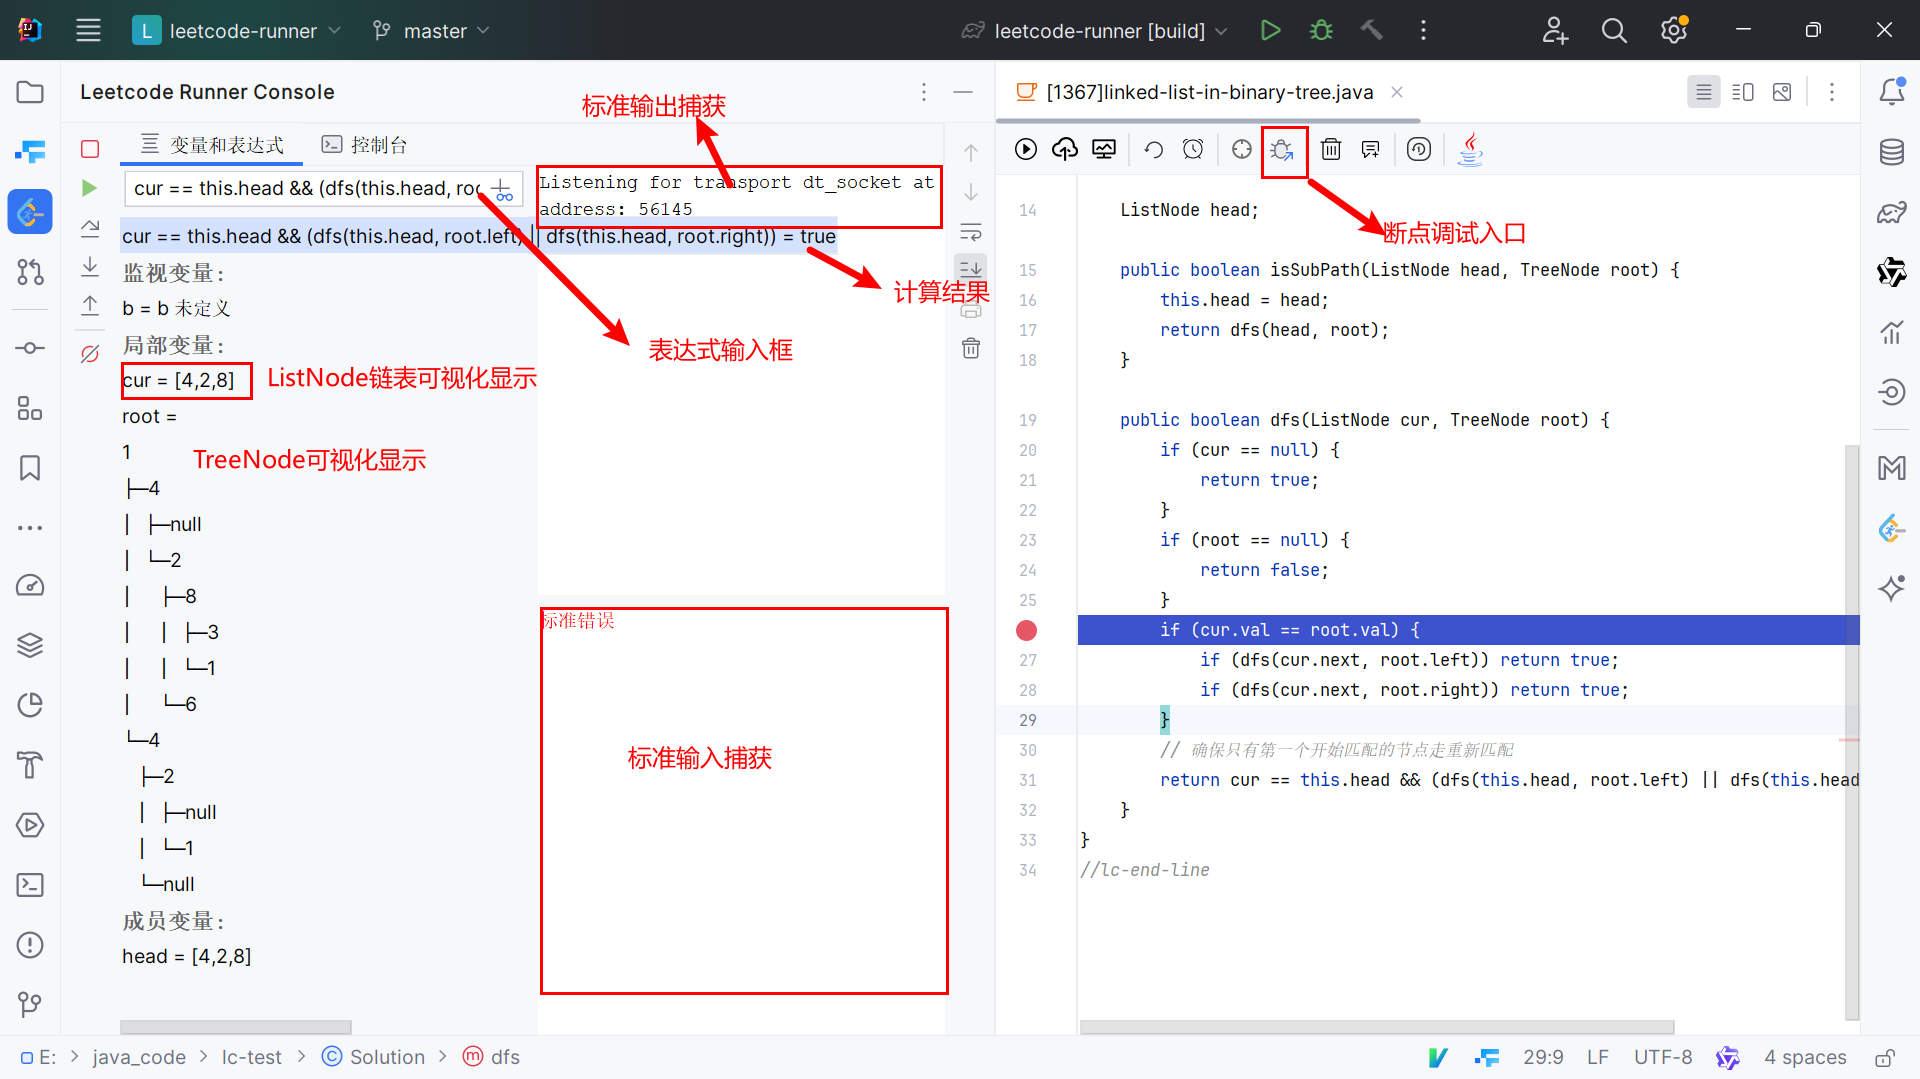 L leetcode-runner master leetcode-runner [build]
Leetcode Runner Console
标准输出捕获
变量和表达式 控制台
cur == this.head && (dfs(this.head, roc
Listening for transport dt_socket at
address: 56145
cur == this.head && (dfs(this.head, root.left) || dfs(this.head, root.right)) = true
计算结果
监视变量:
b = b 未定义
表达式输入框
局部变量:
cur = [4,2,8]
ListNode链表可视化显示
root =
TreeNode可视化显示
1
├─4
│ ├─null
│ └─2
│ ├─8
│ │ ├─3
│ │ └─1
│ └─6
└─4
├─2
│ ├─null
│ └─1
└─null
成员变量:
head = [4,2,8]
标准错误
标准输入捕获
[1367]linked-list-in-binary-tree.java
断点调试入口
14 ListNode head;
15 public boolean isSubPath(ListNode head, TreeNode root) {
16 this.head = head;
17 return dfs(head, root);
18 }
19 public boolean dfs(ListNode cur, TreeNode root) {
20 if (cur == null) {
21 return true;
22 }
23 if (root == null) {
24 return false;
25 }
if (cur.val == root.val) {
27 if (dfs(cur.next, root.left)) return true;
28 if (dfs(cur.next, root.right)) return true;
29 }
30 // 确保只有第一个开始匹配的节点走重新匹配
31 return cur == this.head && (dfs(this.head, root.left) || dfs(this.head
32 }
33 }
34 //lc-end-line
E: > java_code > lc-test > Solution > dfs
29:9 LF UTF-8 4 spaces